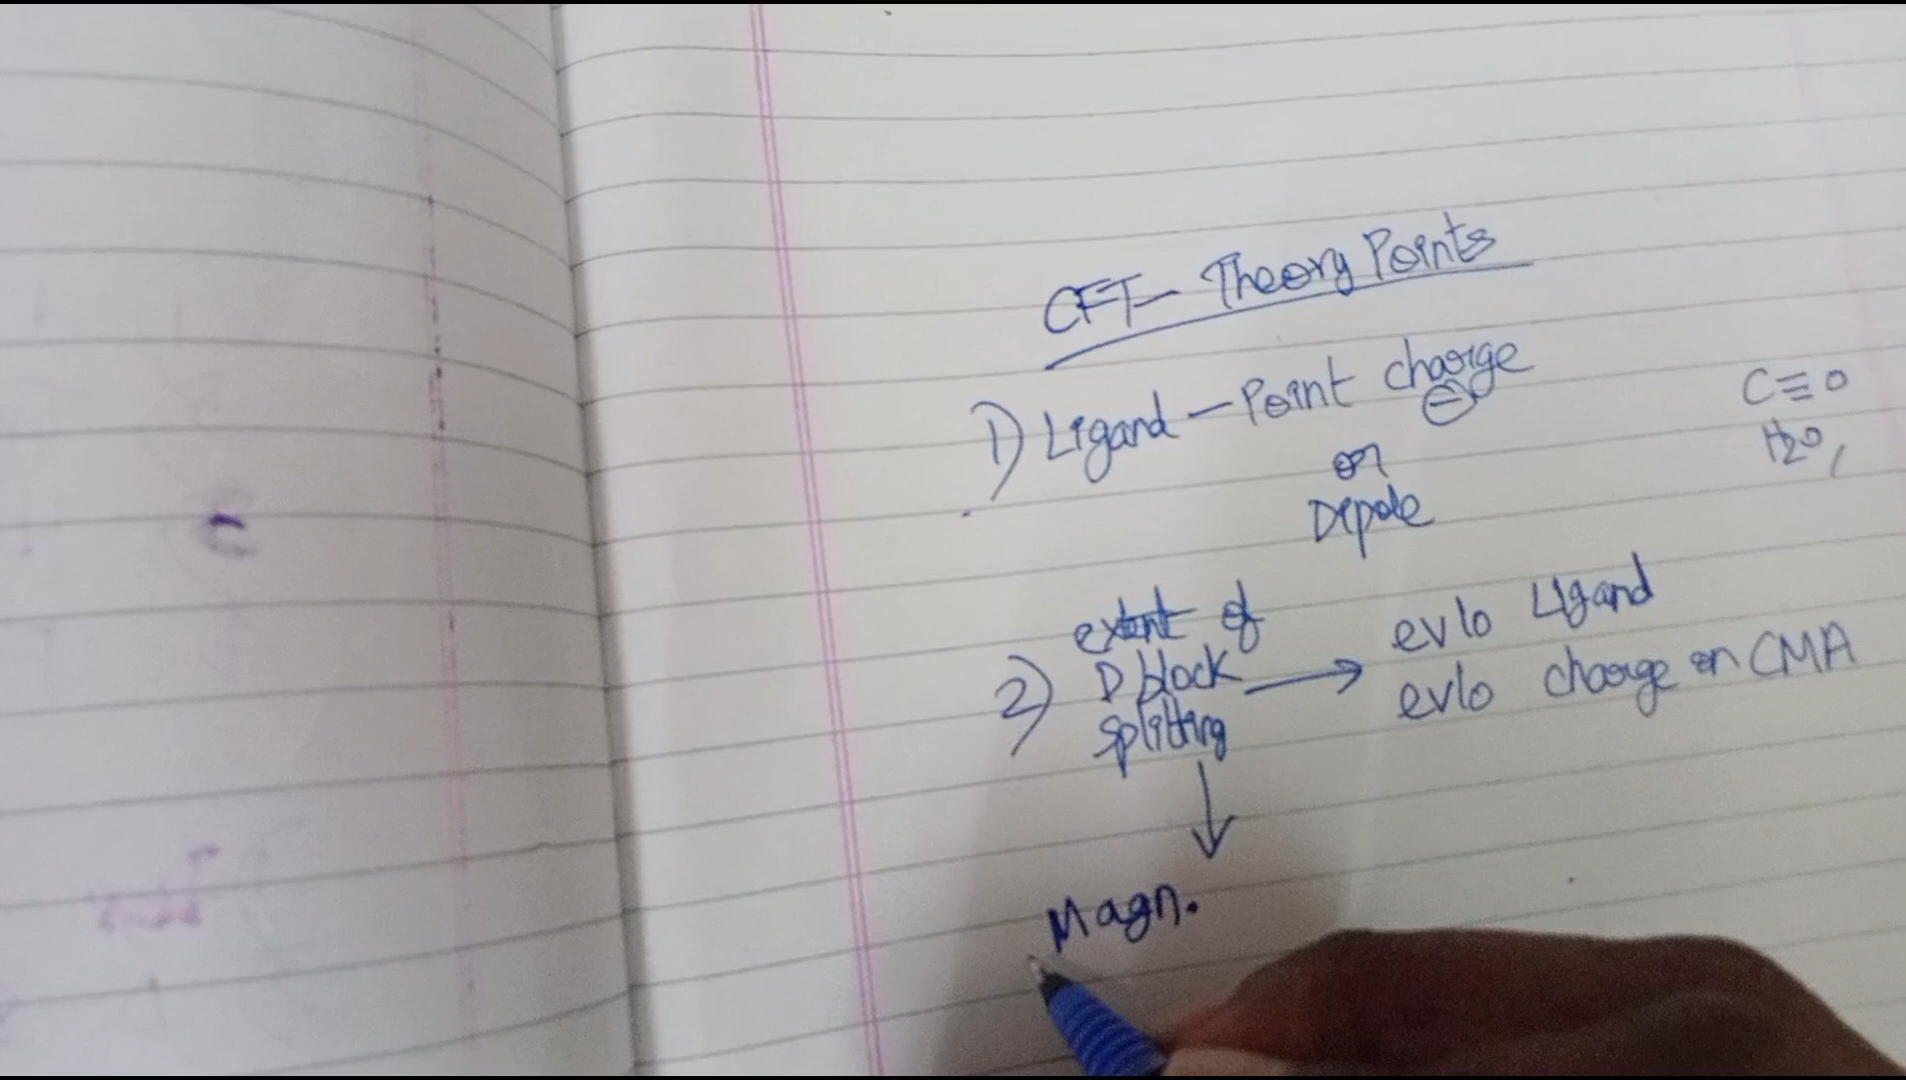 CFT - Theory Points
1) Ligand - Point charge
⊖
or
Dipole
C≡O
H2O,
2) extent of
D block
splitting → evlo Ligand
evlo charge on CMA
↓
Magn.